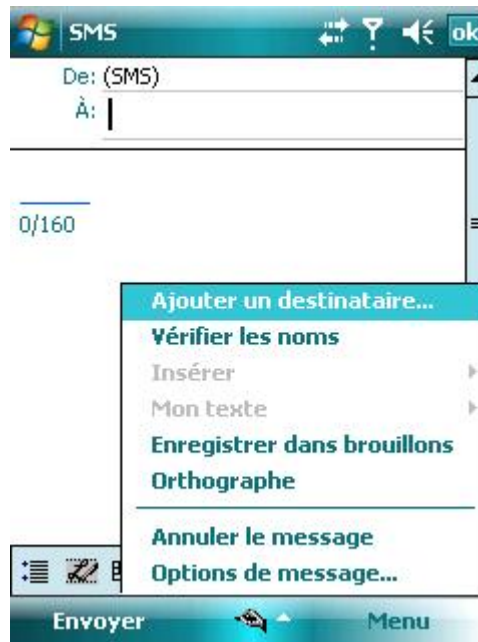 SMS ok
De: (SMS)
À:
0/160
Ajouter un destinataire...
Vérifier les noms
Insérer
Mon texte
Enregistrer dans brouillons
Orthographe
Annuler le message
Options de message...
Envoyer Menu